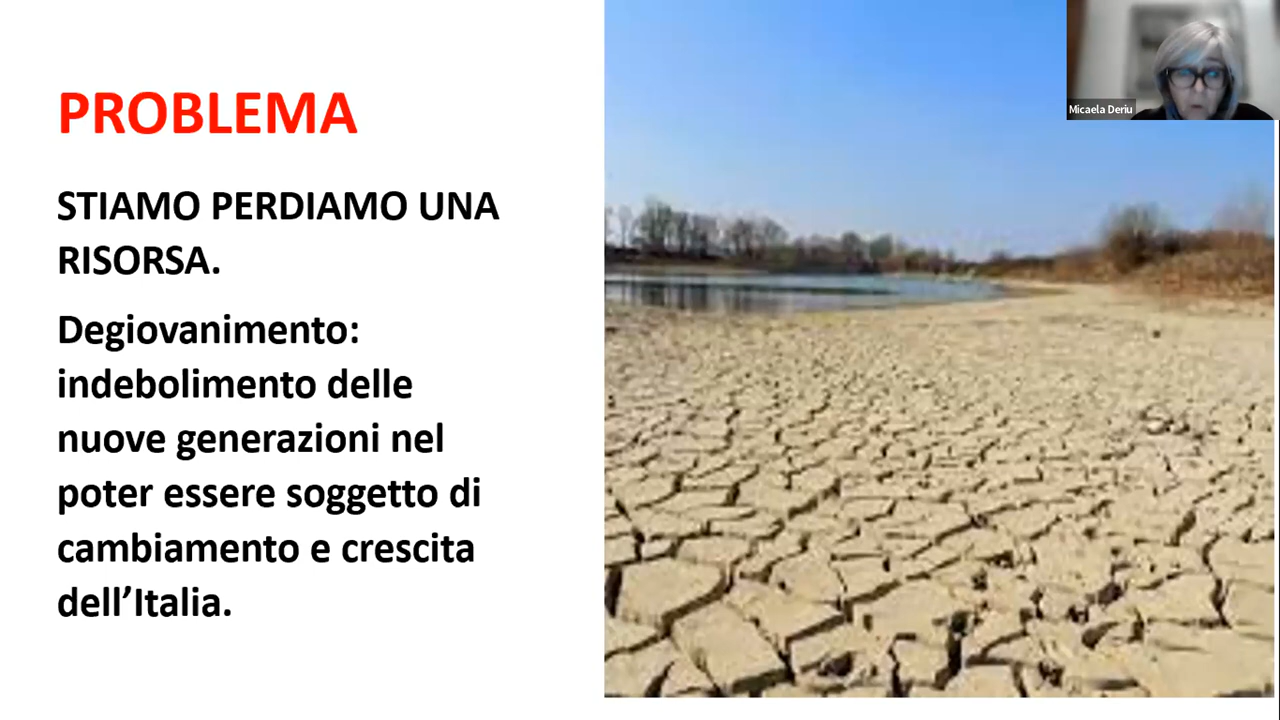 PROBLEMA
STIAMO PERDIAMO UNA
RISORSA.
Degiovanimento:
indebolimento delle
nuove generazioni nel
poter essere soggetto di
cambiamento e crescita
dell’Italia.
Micaela Deriu